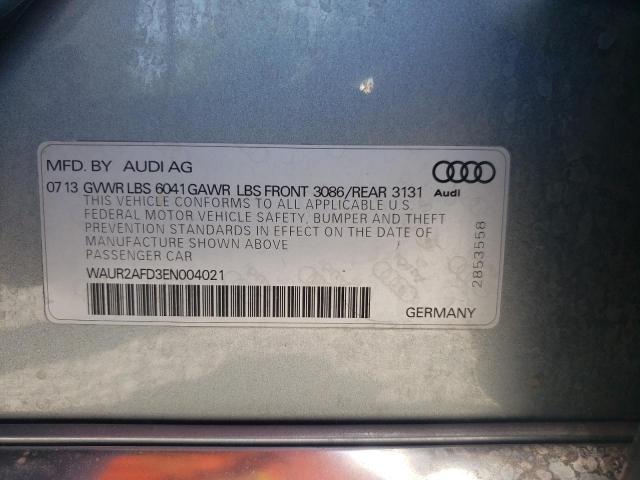 MFD. BY AUDI AG
07 13 GVWR LBS 6041 GAWR LBS FRONT 3086/REAR 3131
Audi
THIS VEHICLE CONFORMS TO ALL APPLICABLE U.S.
FEDERAL MOTOR VEHICLE SAFETY, BUMPER AND THEFT
PREVENTION STANDARDS IN EFFECT ON THE DATE OF
MANUFACTURE SHOWN ABOVE
PASSENGER CAR
WAUR2AFD3EN004021
2853558
GERMANY